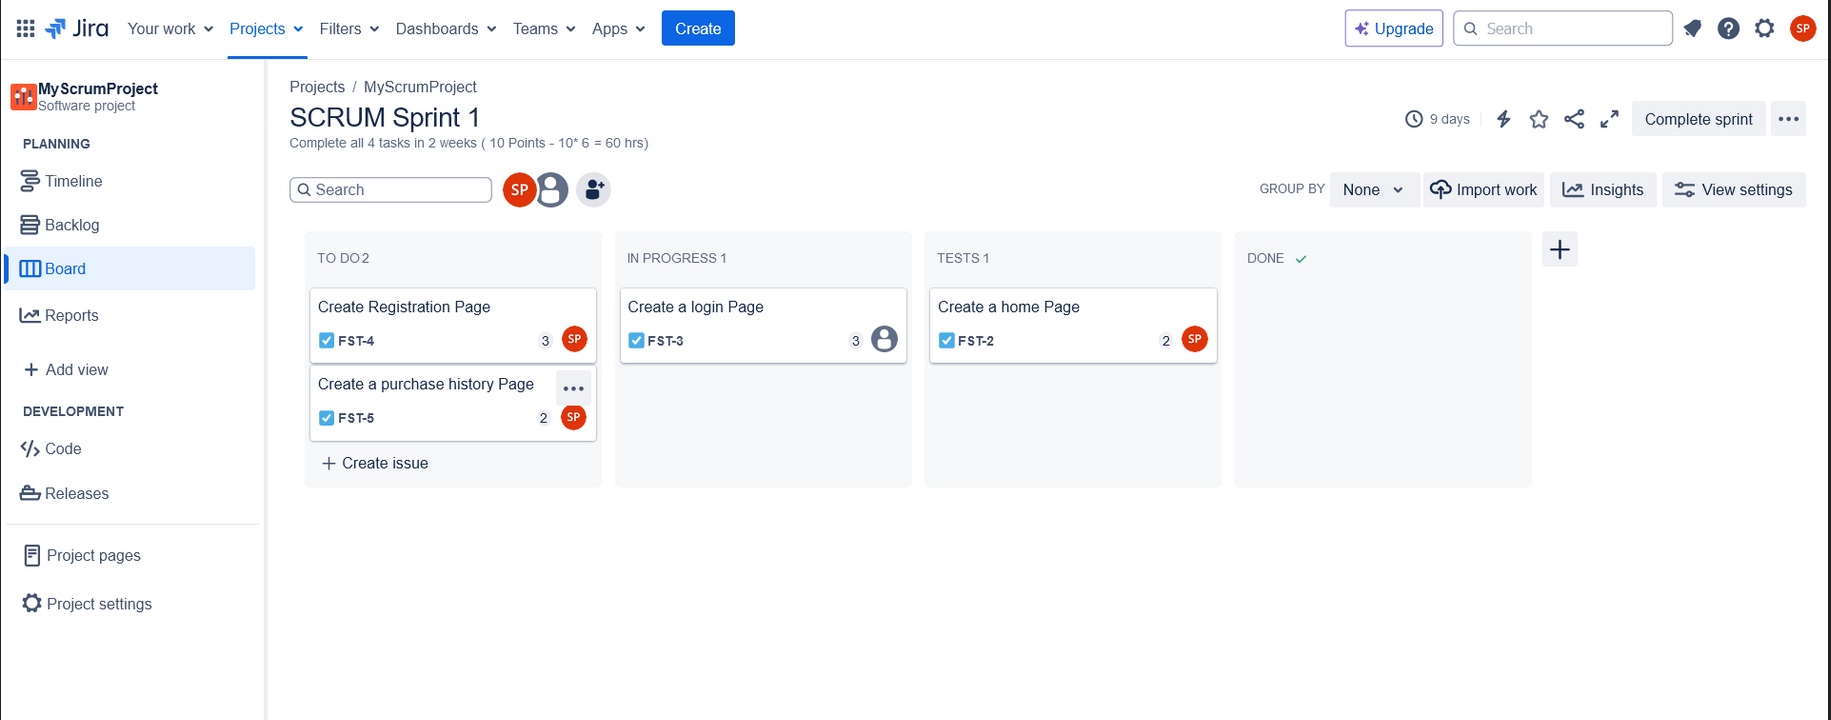 Jira Your work Projects Filters Dashboards Teams Apps Create Upgrade Search SP
MyScrumProject
Software project
PLANNING
Timeline
Backlog
Board
Reports
Add view
DEVELOPMENT
Code
Releases
Project pages
Project settings
Projects / MyScrumProject
SCRUM Sprint 1
Complete all 4 tasks in 2 weeks ( 10 Points - 10* 6 = 60 hrs)
9 days Complete sprint
Search SP
GROUP BY None Import work Insights View settings
TO DO 2
Create Registration Page
FST-4 3 SP
Create a purchase history Page
FST-5 2 SP
Create issue
IN PROGRESS 1
Create a login Page
FST-3 3
TESTS 1
Create a home Page
FST-2 2 SP
DONE